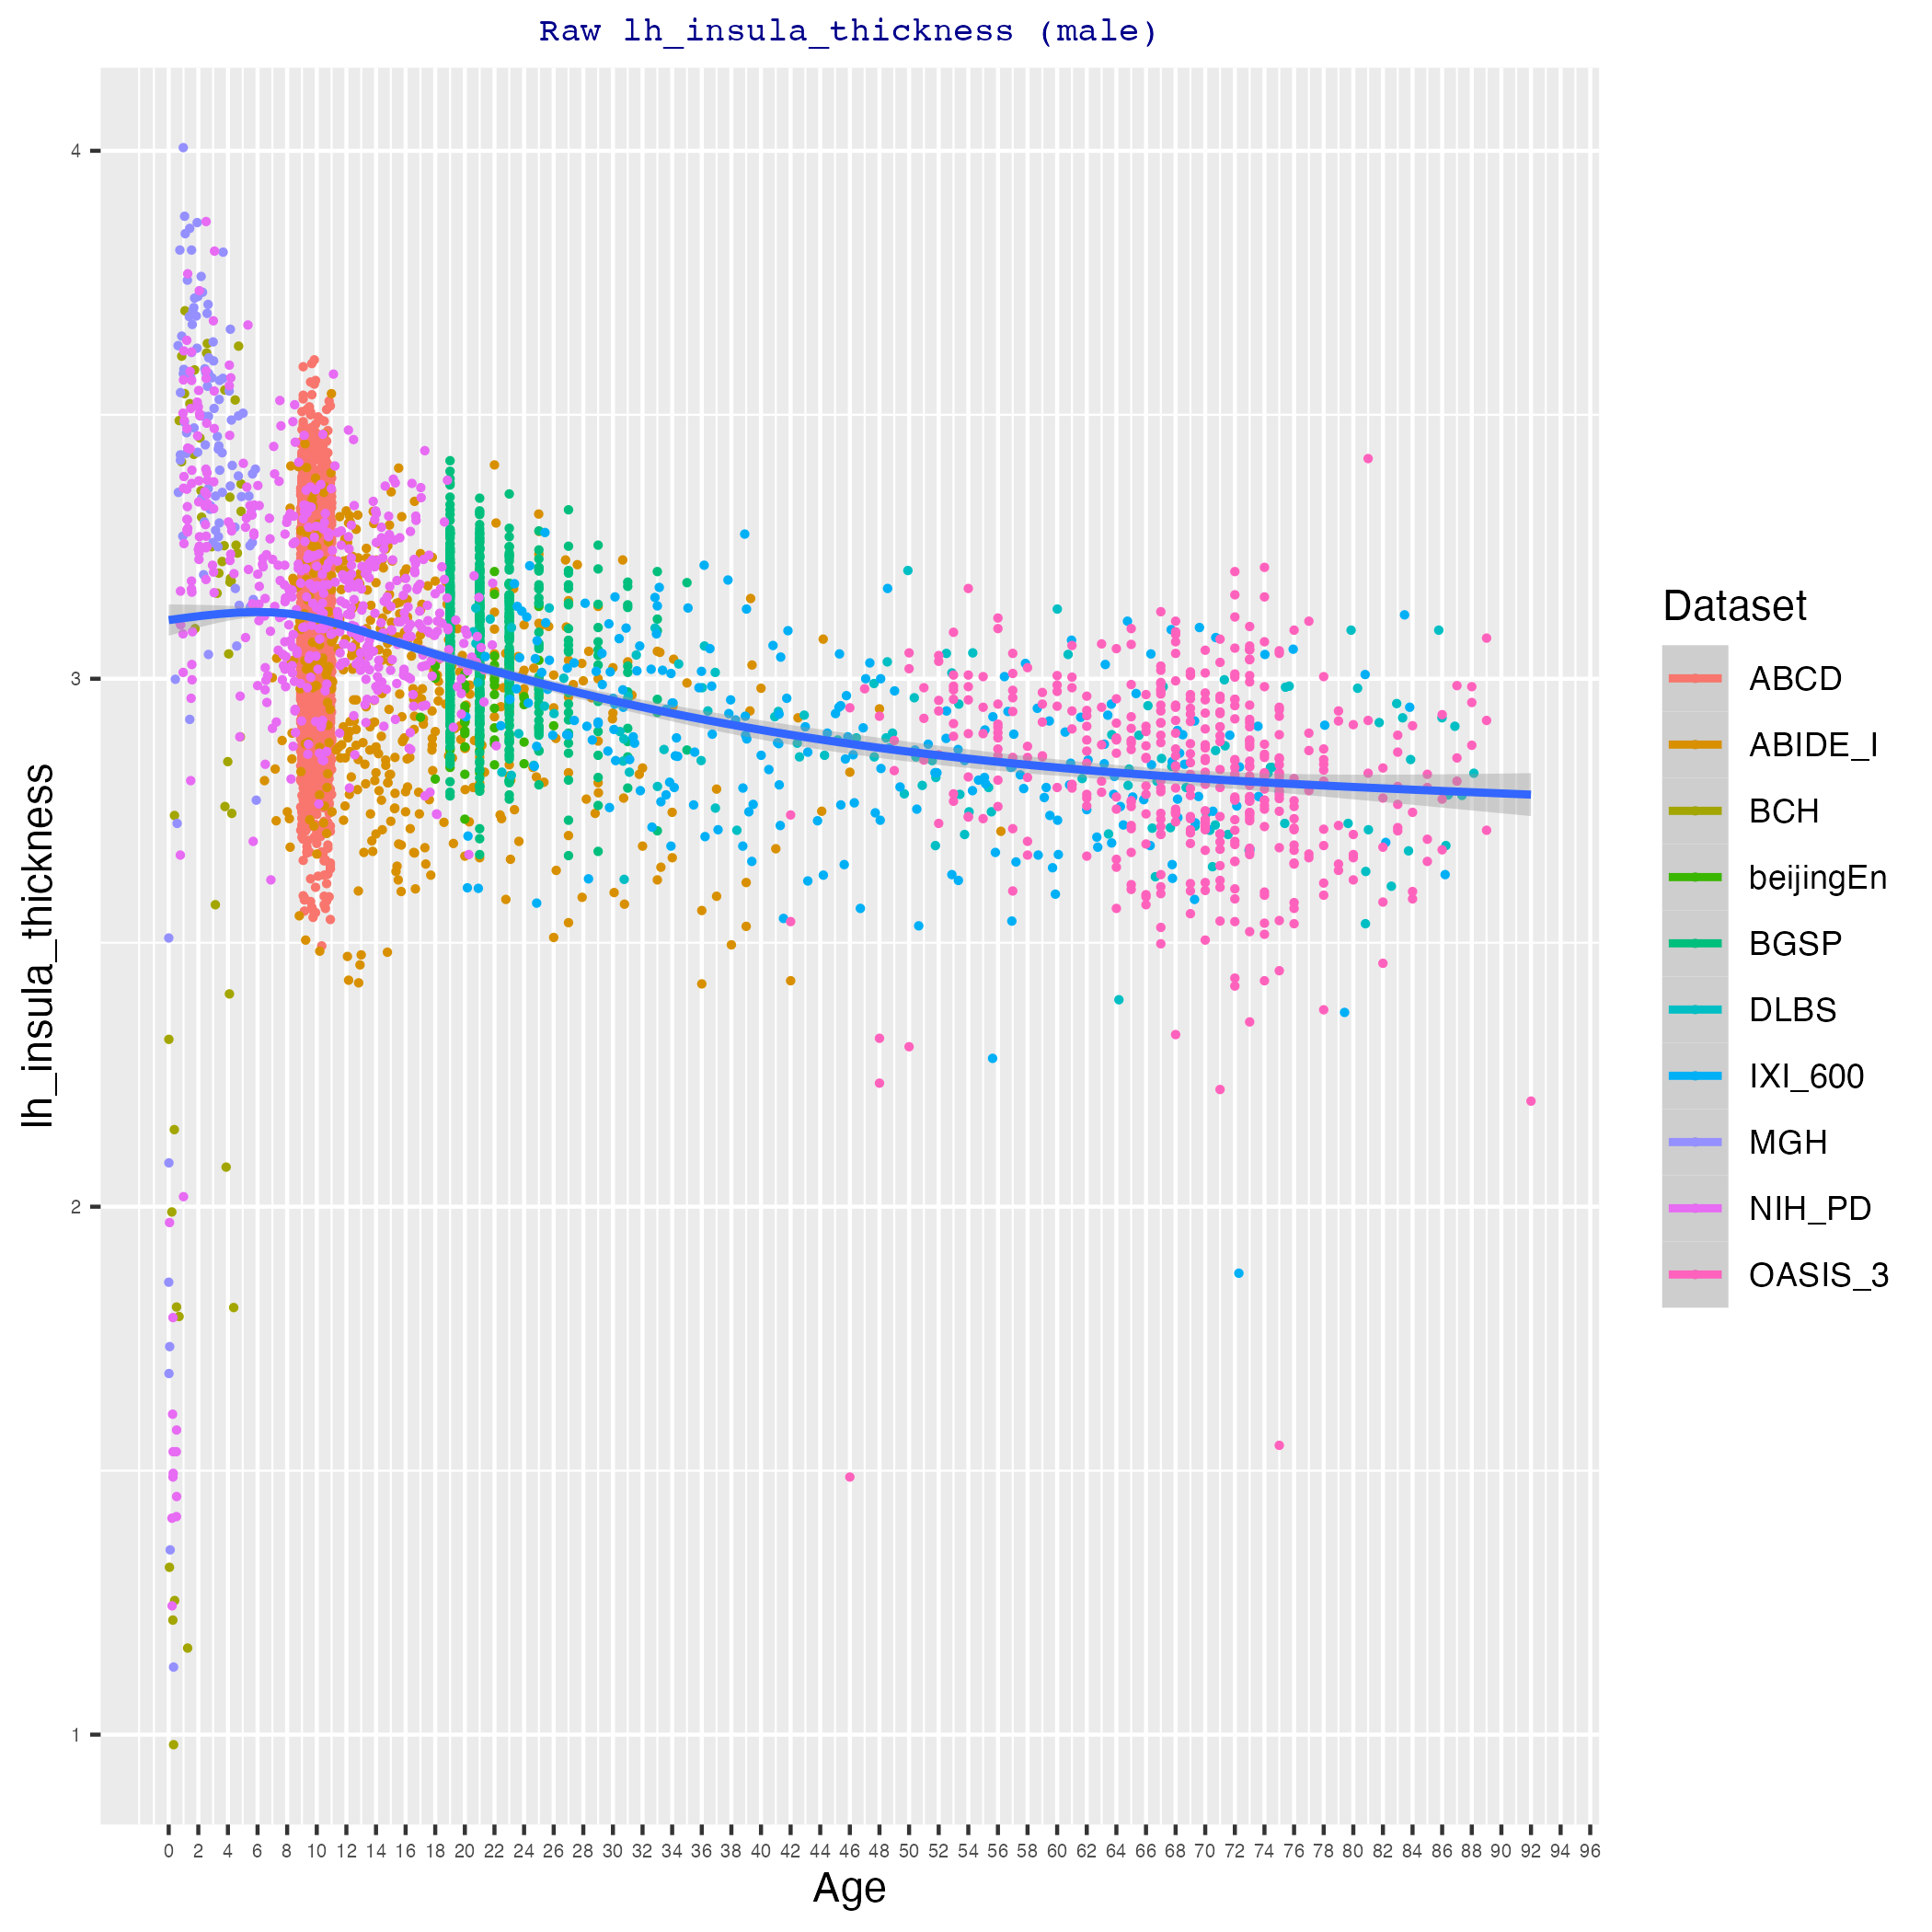 Raw lh_insula_thickness (male)
4
3
2
1
lh_insula_thickness
0 2 4 6 8 10 12 14 16 18 20 22 24 26 28 30 32 34 36 38 40 42 44 46 48 50 52 54 56 58 60 62 64 66 68 70 72 74 76 78 80 82 84 86 88 90 92 94 96
Age
Dataset
ABCD
ABIDE_I
BCH
beijingEn
BGSP
DLBS
IXI_600
MGH
NIH_PD
OASIS_3